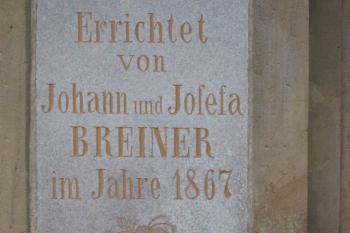 Errichtet
von
Johann und Josefa
BREINER
im Jahre 1867